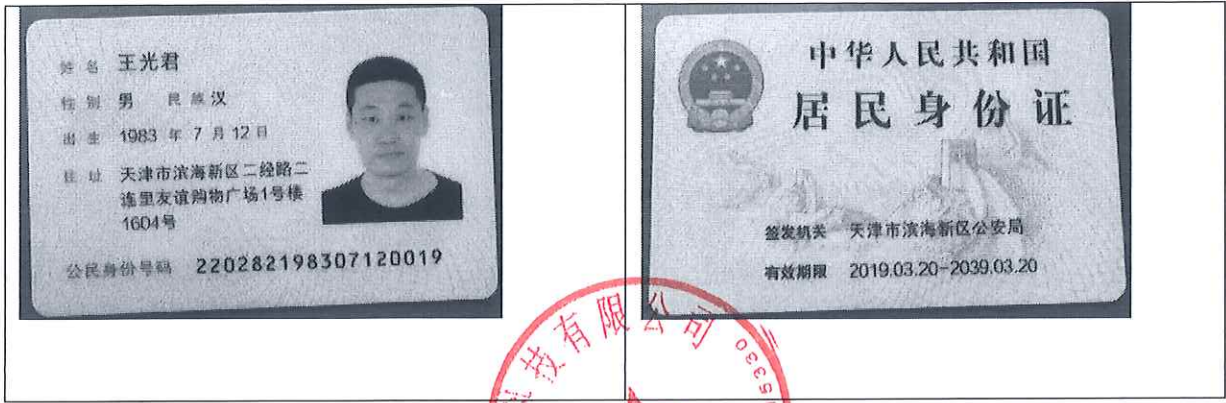 姓名 王光君
性别 男 民族 汉
出生 1983 年 7 月 12 日
住址 天津市滨海新区二经路二
连里友谊购物广场1号楼
1604号
公民身份号码 220282198307120019
中华人民共和国
居民身份证
签发机关 天津市滨海新区公安局
有效期限 2019.03.20-2039.03.20
技有限公司
5330